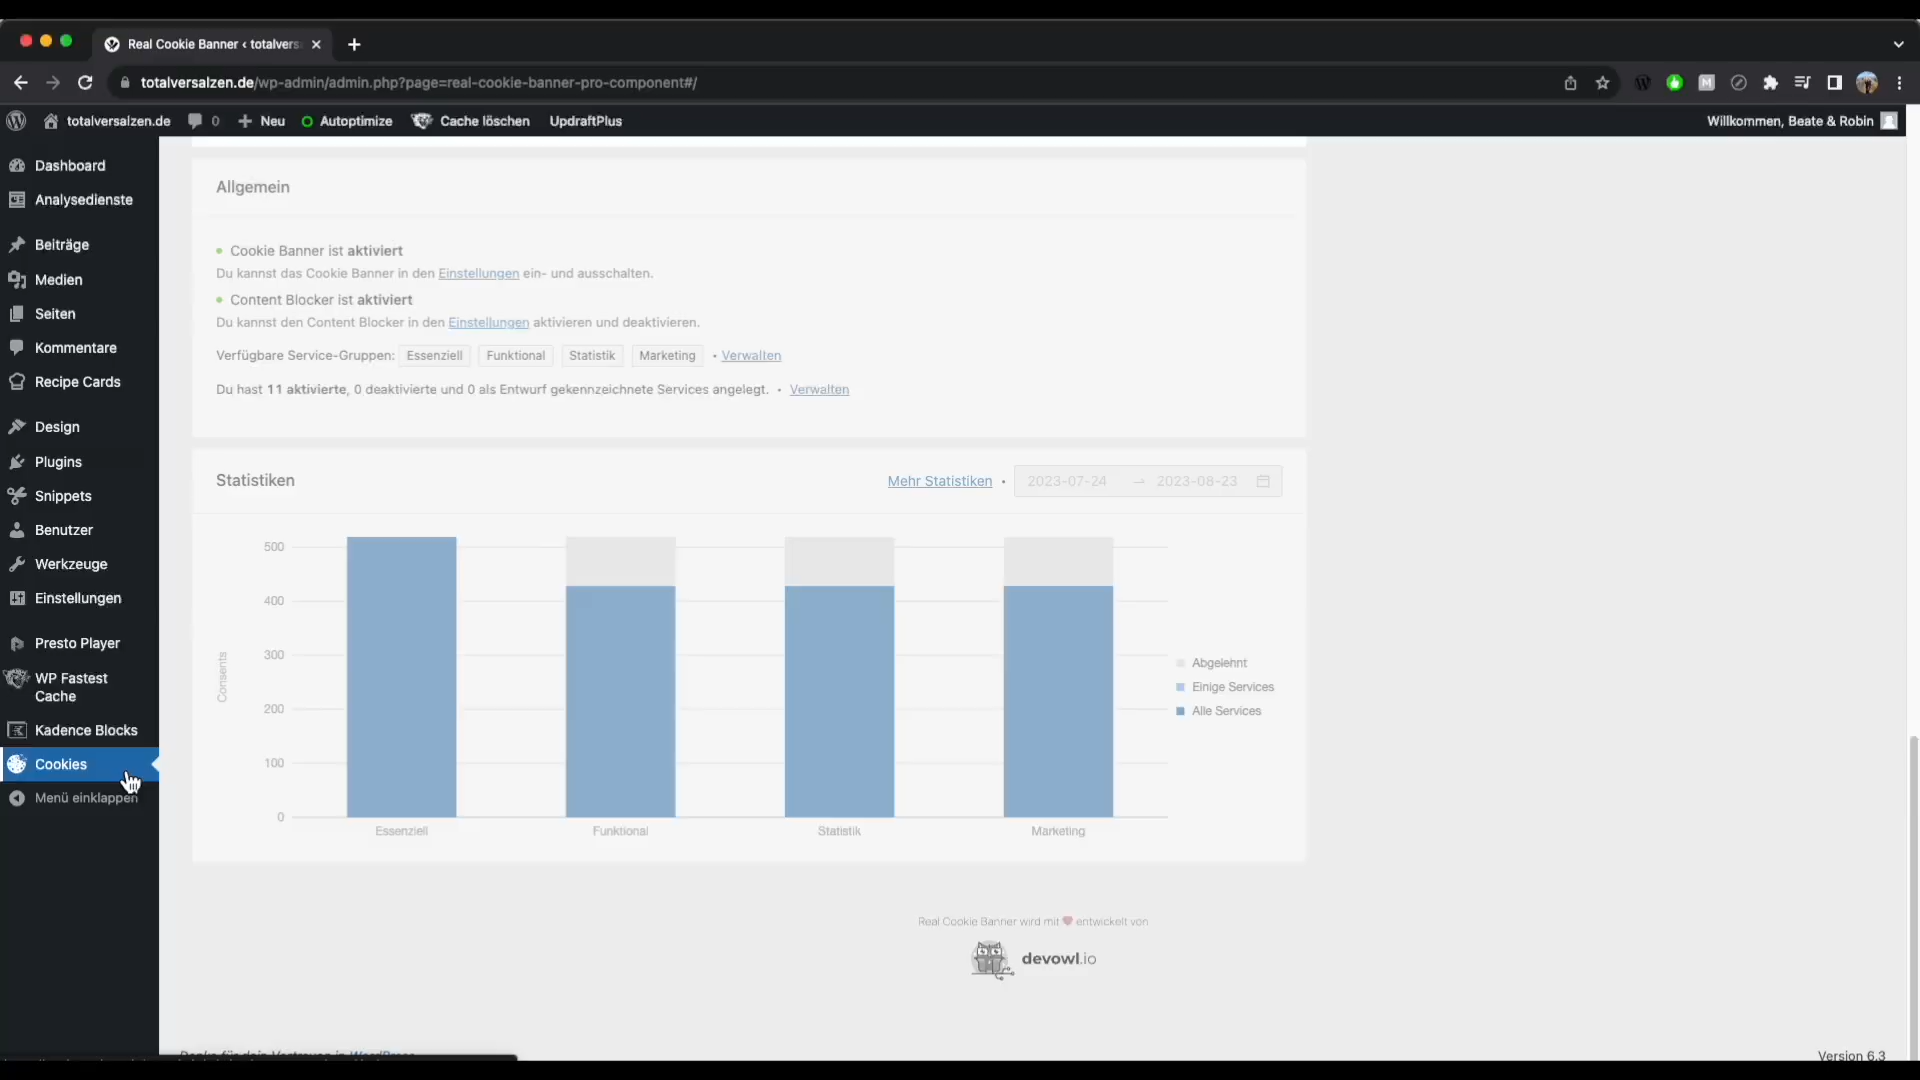 Real Cookie Banner ‹ totalvers
totalversalzen.de/wp-admin/admin.php?page=real-cookie-banner-pro-component#/
totalversalzen.de
0
Neu
Autoptimize
Cache löschen
UpdraftPlus
Willkommen, Beate & Robin
Dashboard
Analysedienste
Beiträge
Medien
Seiten
Kommentare
Recipe Cards
Design
Plugins
Snippets
Benutzer
Werkzeuge
Einstellungen
Presto Player
WP Fastest
Cache
Kadence Blocks
Cookies
Menü einklappen
Allgemein
Cookie Banner ist aktiviert
Du kannst das Cookie Banner in den Einstellungen ein- und ausschalten.
Content Blocker ist aktiviert
Du kannst den Content Blocker in den Einstellungen aktivieren und deaktivieren.
Verfügbare Service-Gruppen: Essenziell Funktional Statistik Marketing • Verwalten
Du hast 11 aktivierte, 0 deaktivierte und 0 als Entwurf gekennzeichnete Services angelegt. • Verwalten
Statistiken
Mehr Statistiken •
2023-07-24 → 2023-08-23
500
400
300
200
100
0
Consents
Essenziell
Funktional
Statistik
Marketing
Abgelehnt
Einige Services
Alle Services
Real Cookie Banner wird mit ❤ entwickelt von
devowl.io
Danke für dein Vertrauen in WordPress
Version 6.3